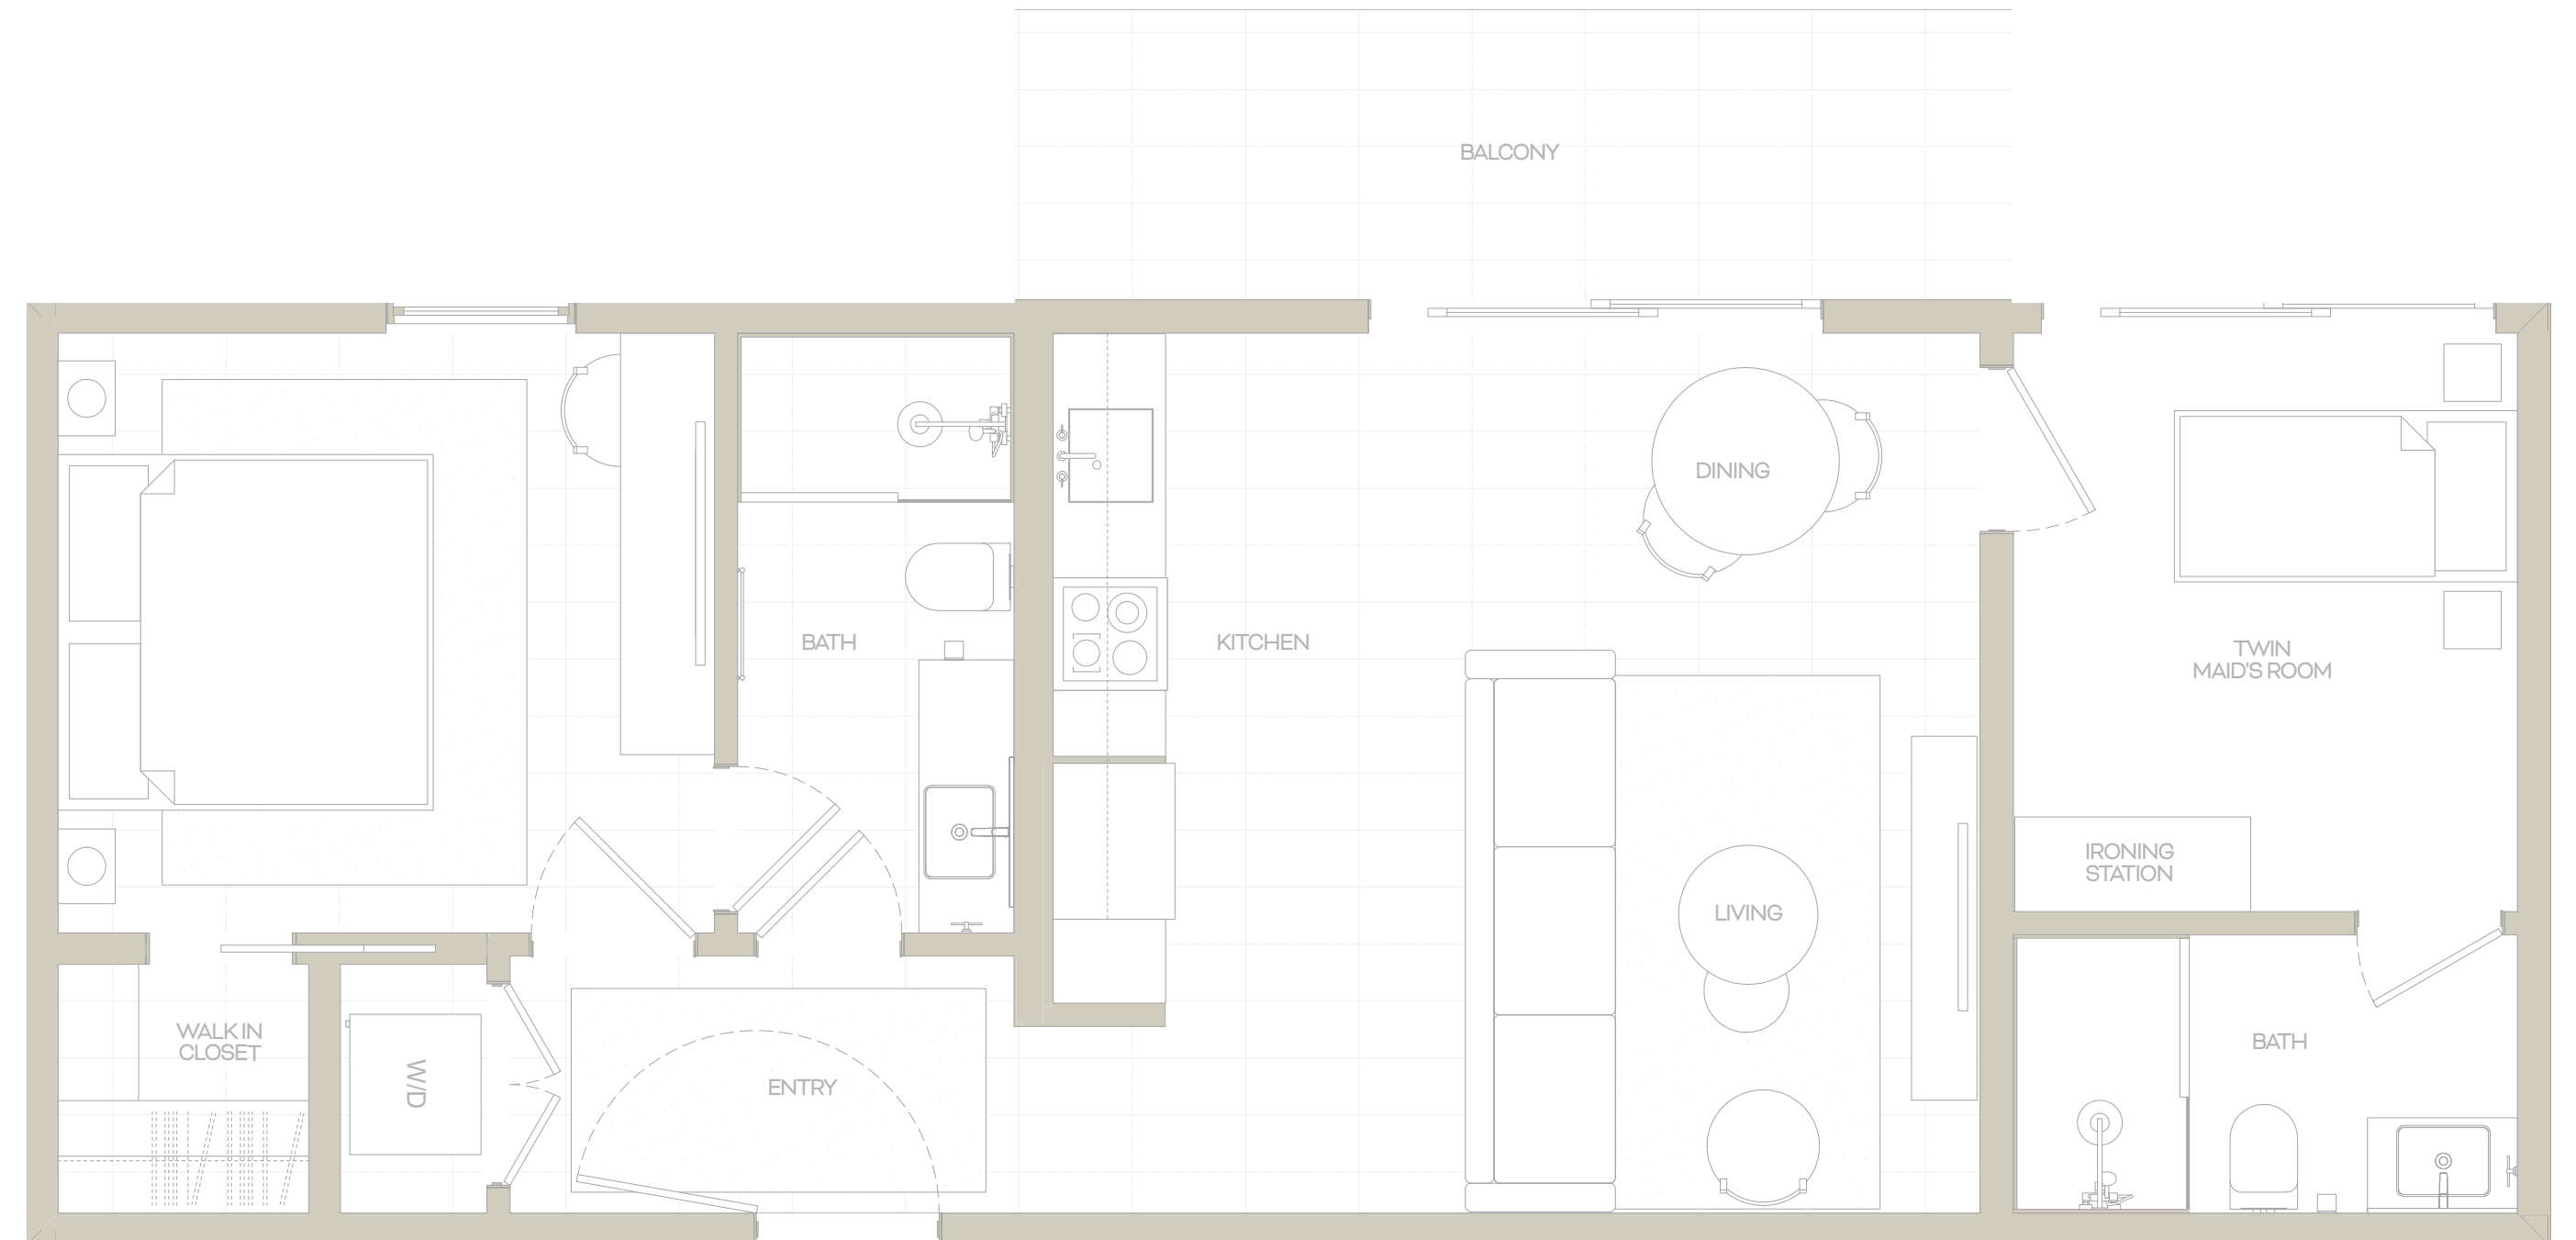 BALCONY
DINING
BATH
KITCHEN
TWIN
MAID'S ROOM
IRONING
STATION
LIVING
WALK IN
CLOSET
W/D
ENTRY
BATH